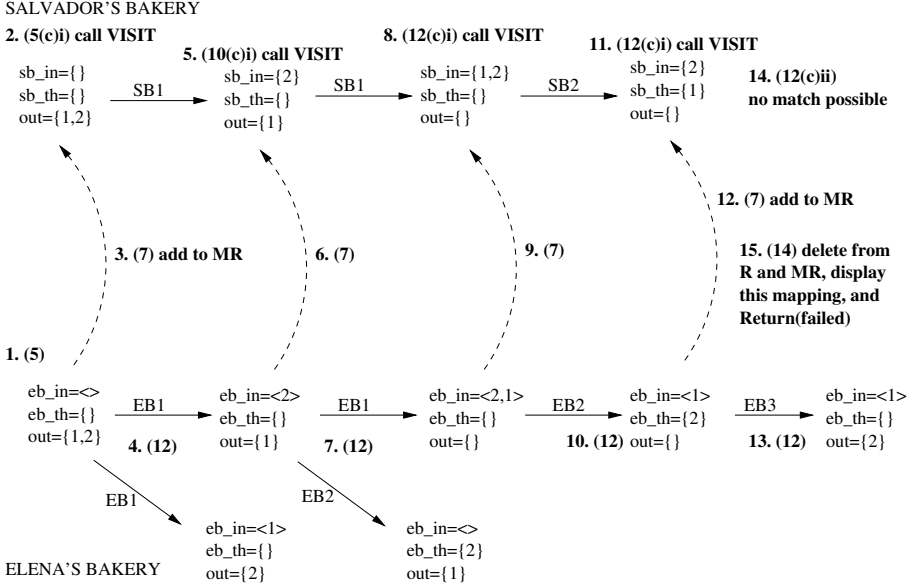 SALVADOR'S BAKERY
2. (5(c)i) call VISIT
5. (10(c)i) call VISIT
8. (12(c)i) call VISIT
11. (12(c)i) call VISIT
sb_in={}
sb_th={}
out={1,2}
SB1
sb_in={2}
sb_th={}
out={1}
SB1
sb_in={1,2}
sb_th={}
out={}
SB2
sb_in={2}
sb_th={1}
out={}
14. (12(c)ii)
no match possible
3. (7) add to MR
6. (7)
9. (7)
12. (7) add to MR
15. (14) delete from
R and MR, display
this mapping, and
Return(failed)
1. (5)
eb_in=<>
eb_th={}
out={1,2}
EB1
4. (12)
eb_in=<2>
eb_th={}
out={1}
EB1
7. (12)
eb_in=<2,1>
eb_th={}
out={}
EB2
10. (12)
eb_in=<1>
eb_th={2}
out={}
EB3
13. (12)
eb_in=<1>
eb_th={}
out={2}
EB1
EB2
eb_in=<1>
eb_th={}
out={2}
eb_in=<>
eb_th={2}
out={1}
ELENA'S BAKERY